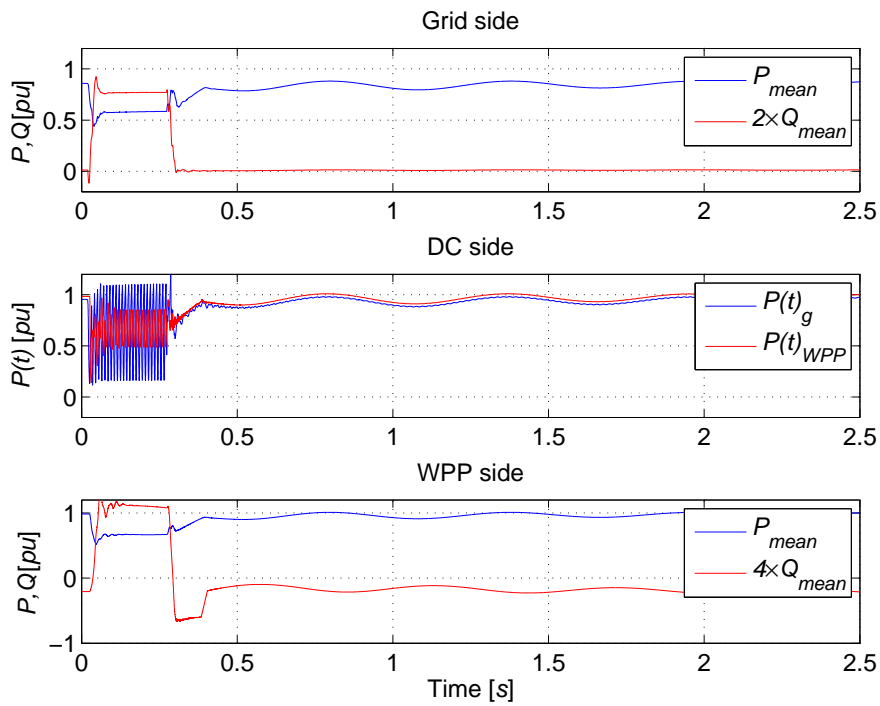 Grid side
P,Q[pu]
1
0.5
0
P_mean
2×Q_mean
0 0.5 1 1.5 2 2.5
DC side
P(t) [pu]
1
0.5
0
P(t)_g
P(t)_WPP
0 0.5 1 1.5 2 2.5
WPP side
P,Q[pu]
1
0
−1
P_mean
4×Q_mean
0 0.5 1 1.5 2 2.5
Time [s]